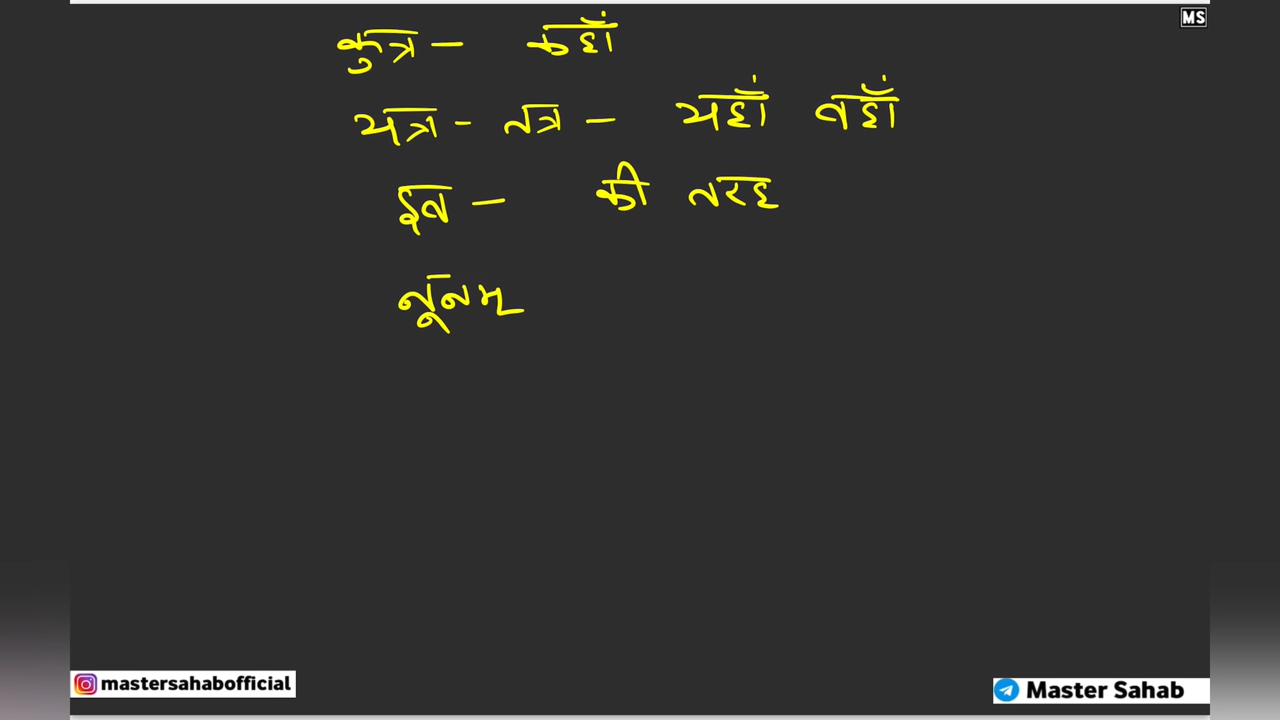 MS
कुत्र - कहाँ
यत्र - तत्र - यहाँ वहाँ
इव - की तरह
नूनम्
mastersahabofficial
Master Sahab